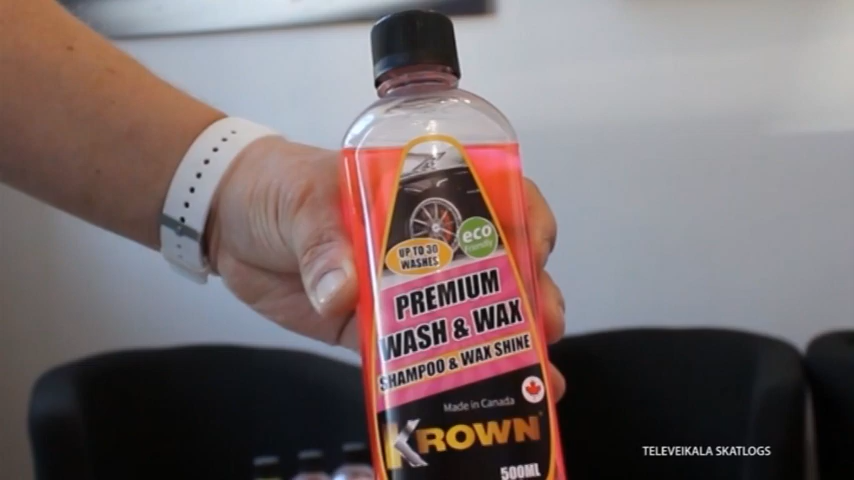 eco
friendly
UP TO 30
WASHES
PREMIUM
WASH & WAX
SHAMPOO & WAX SHINE
Made in Canada
KROWN
500ML
TELEVEIKALA SKATLOGS